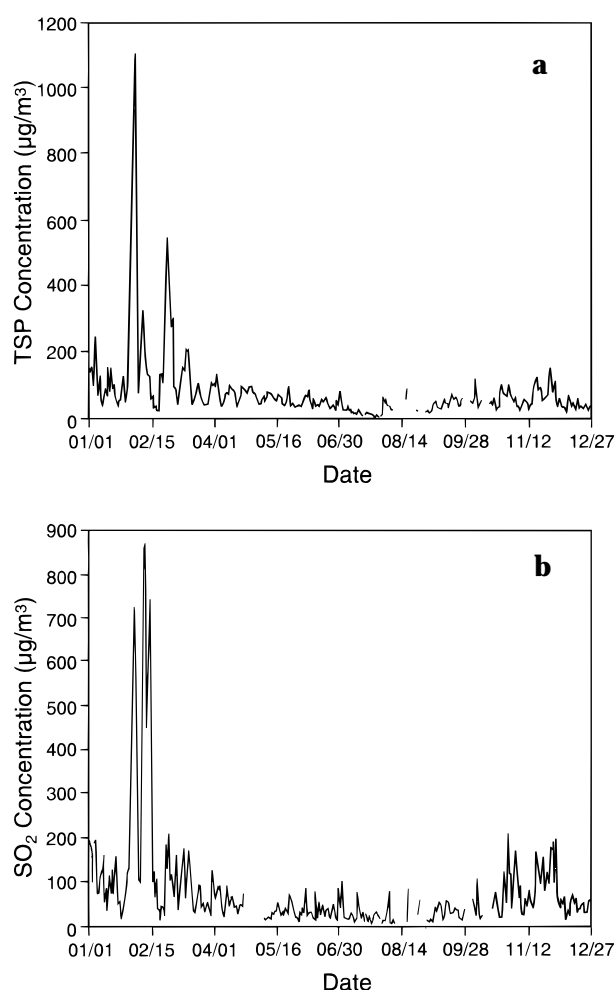 a
TSP Concentration (µg/m³)
1200
1000
800
600
400
200
0
01/01 02/15 04/01 05/16 06/30 08/14 09/28 11/12 12/27
Date
b
SO₂ Concentration (µg/m³)
900
800
700
600
500
400
300
200
100
0
01/01 02/15 04/01 05/16 06/30 08/14 09/28 11/12 12/27
Date